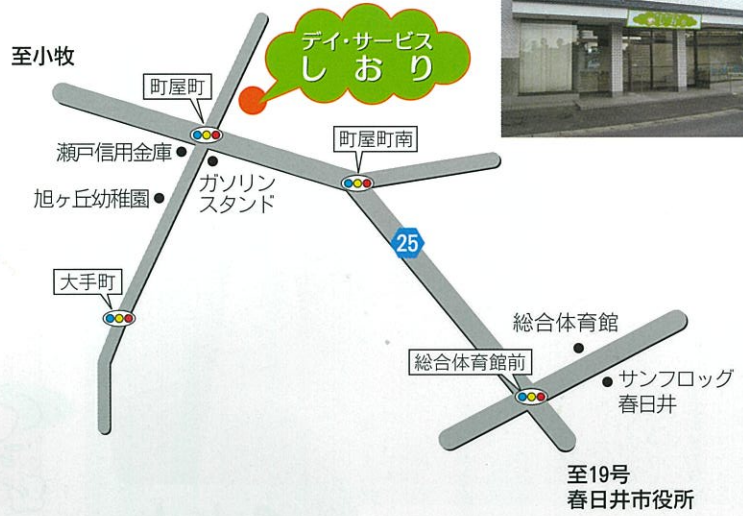 至小牧
デイ・サービス
しおり
町屋町
瀬戸信用金庫
旭ヶ丘幼稚園
ガソリン
スタンド
町屋町南
25
大手町
総合体育館
総合体育館前
サンフロッグ
春日井
至19号
春日井市役所